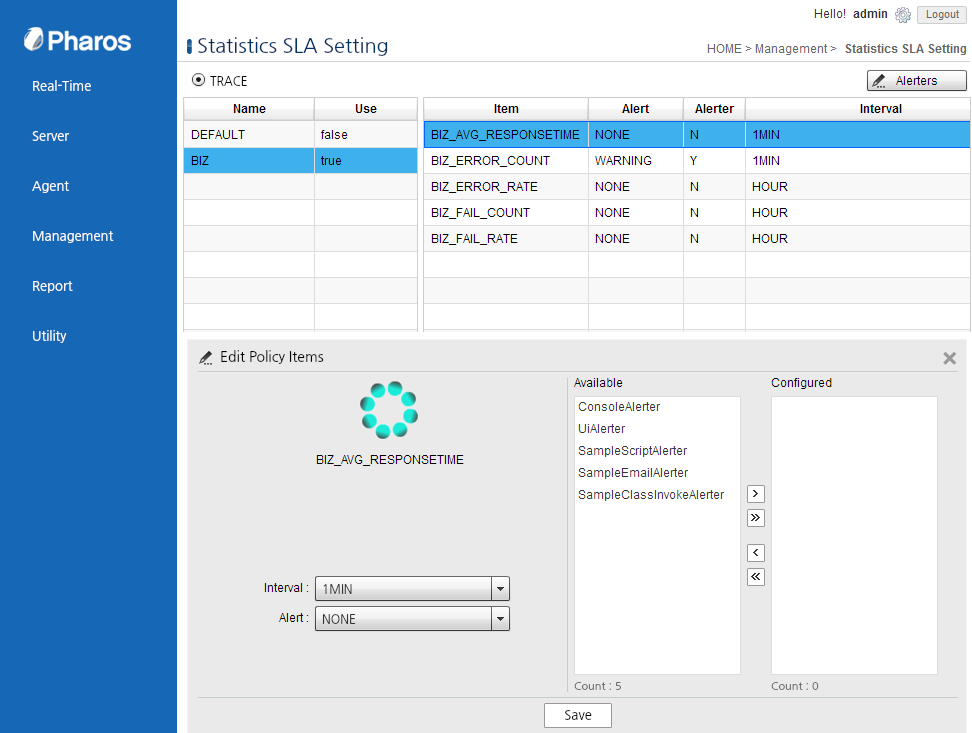 Hello! admin Logout
Pharos
Statistics SLA Setting
HOME > Management > Statistics SLA Setting
Real-Time
Server
Agent
Management
Report
Utility
TRACE
Alerters
Name Use
DEFAULT false
BIZ true
Item Alert Alerter Interval
BIZ_AVG_RESPONSETIME NONE N 1MIN
BIZ_ERROR_COUNT WARNING Y 1MIN
BIZ_ERROR_RATE NONE N HOUR
BIZ_FAIL_COUNT NONE N HOUR
BIZ_FAIL_RATE NONE N HOUR
Edit Policy Items
BIZ_AVG_RESPONSETIME
Interval : 1MIN
Alert : NONE
Available
ConsoleAlerter
UiAlerter
SampleScriptAlerter
SampleEmailAlerter
SampleClassInvokeAlerter
Count : 5
>
>>
<
<<
Configured
Count : 0
Save